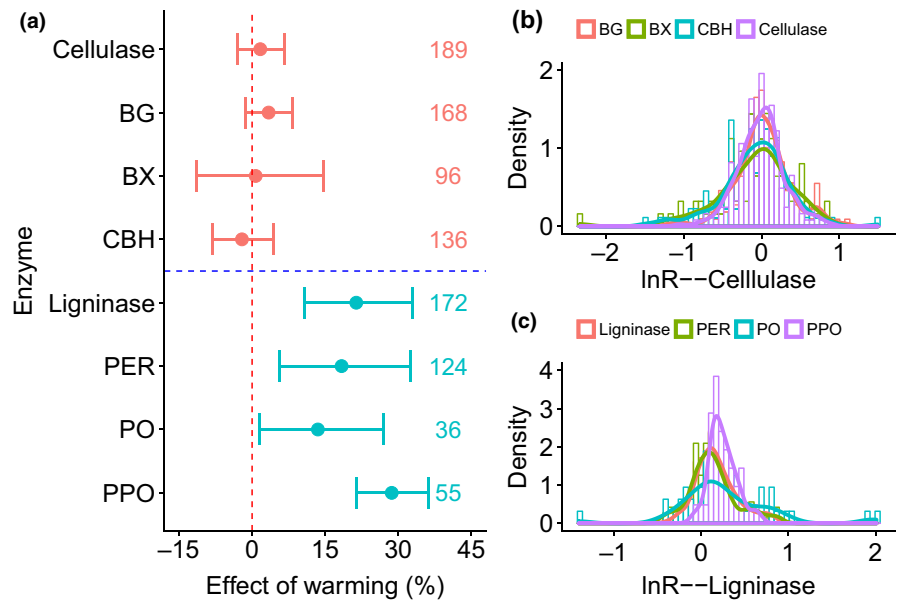 (a)
Enzyme
Cellulase 189
BG 168
BX 96
CBH 136
Ligninase 172
PER 124
PO 36
PPO 55
−15 0 15 30 45
Effect of warming (%)
(b)
BG BX CBH Cellulase
Density
2
1
0
−2 −1 0 1
lnR−−Celllulase
(c)
Ligninase PER PO PPO
Density
4
3
2
1
0
−1 0 1 2
lnR−−Ligninase